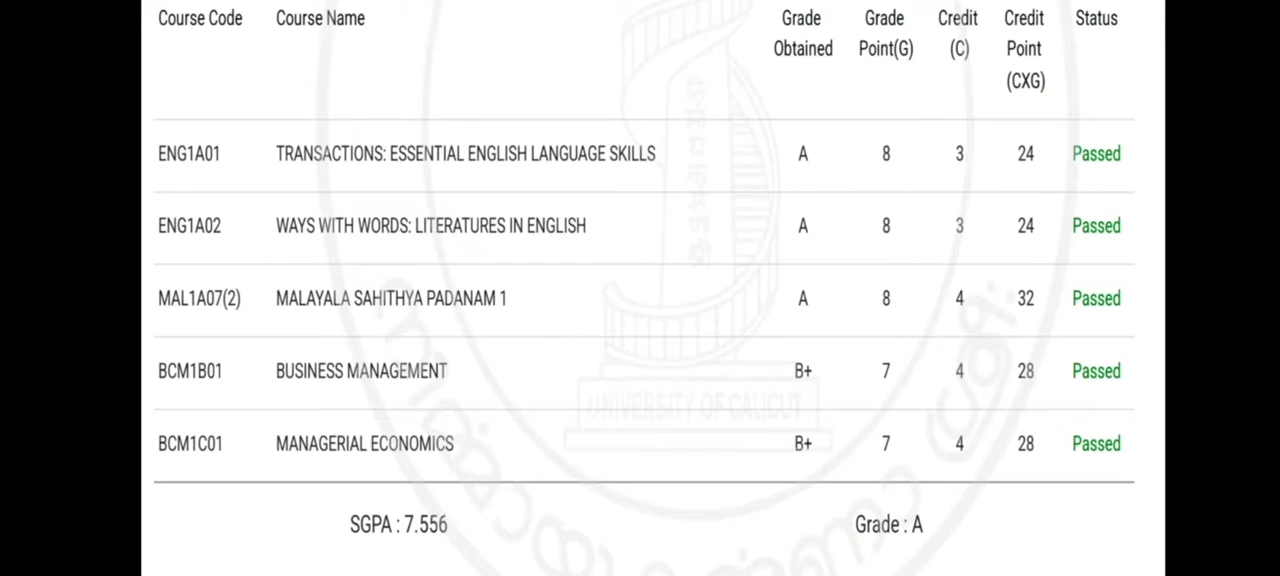 Course Code Course Name Grade Obtained Grade Point(G) Credit (C) Credit Point (CXG) Status
ENG1A01 TRANSACTIONS: ESSENTIAL ENGLISH LANGUAGE SKILLS A 8 3 24 Passed
ENG1A02 WAYS WITH WORDS: LITERATURES IN ENGLISH A 8 3 24 Passed
MAL1A07(2) MALAYALA SAHITHYA PADANAM 1 A 8 4 32 Passed
BCM1B01 BUSINESS MANAGEMENT B+ 7 4 28 Passed
UNIVERSITY OF CALICUT
BCM1C01 MANAGERIAL ECONOMICS B+ 7 4 28 Passed
SGPA : 7.556 Grade : A